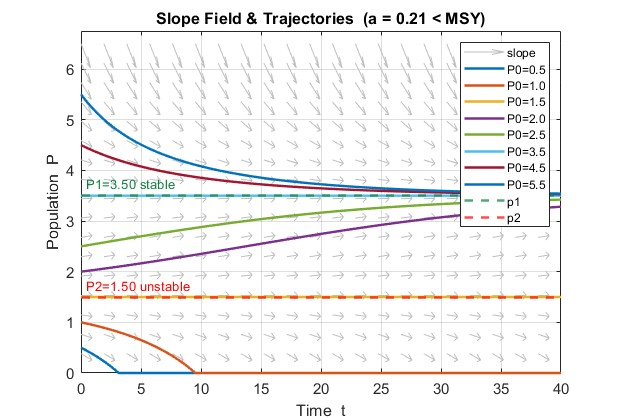 Slope Field & Trajectories (a = 0.21 < MSY)
Population P
6
5
4
3
2
1
0
P1=3.50 stable
P2=1.50 unstable
slope
P0=0.5
P0=1.0
P0=1.5
P0=2.0
P0=2.5
P0=3.5
P0=4.5
P0=5.5
p1
p2
0 5 10 15 20 25 30 35 40
Time t